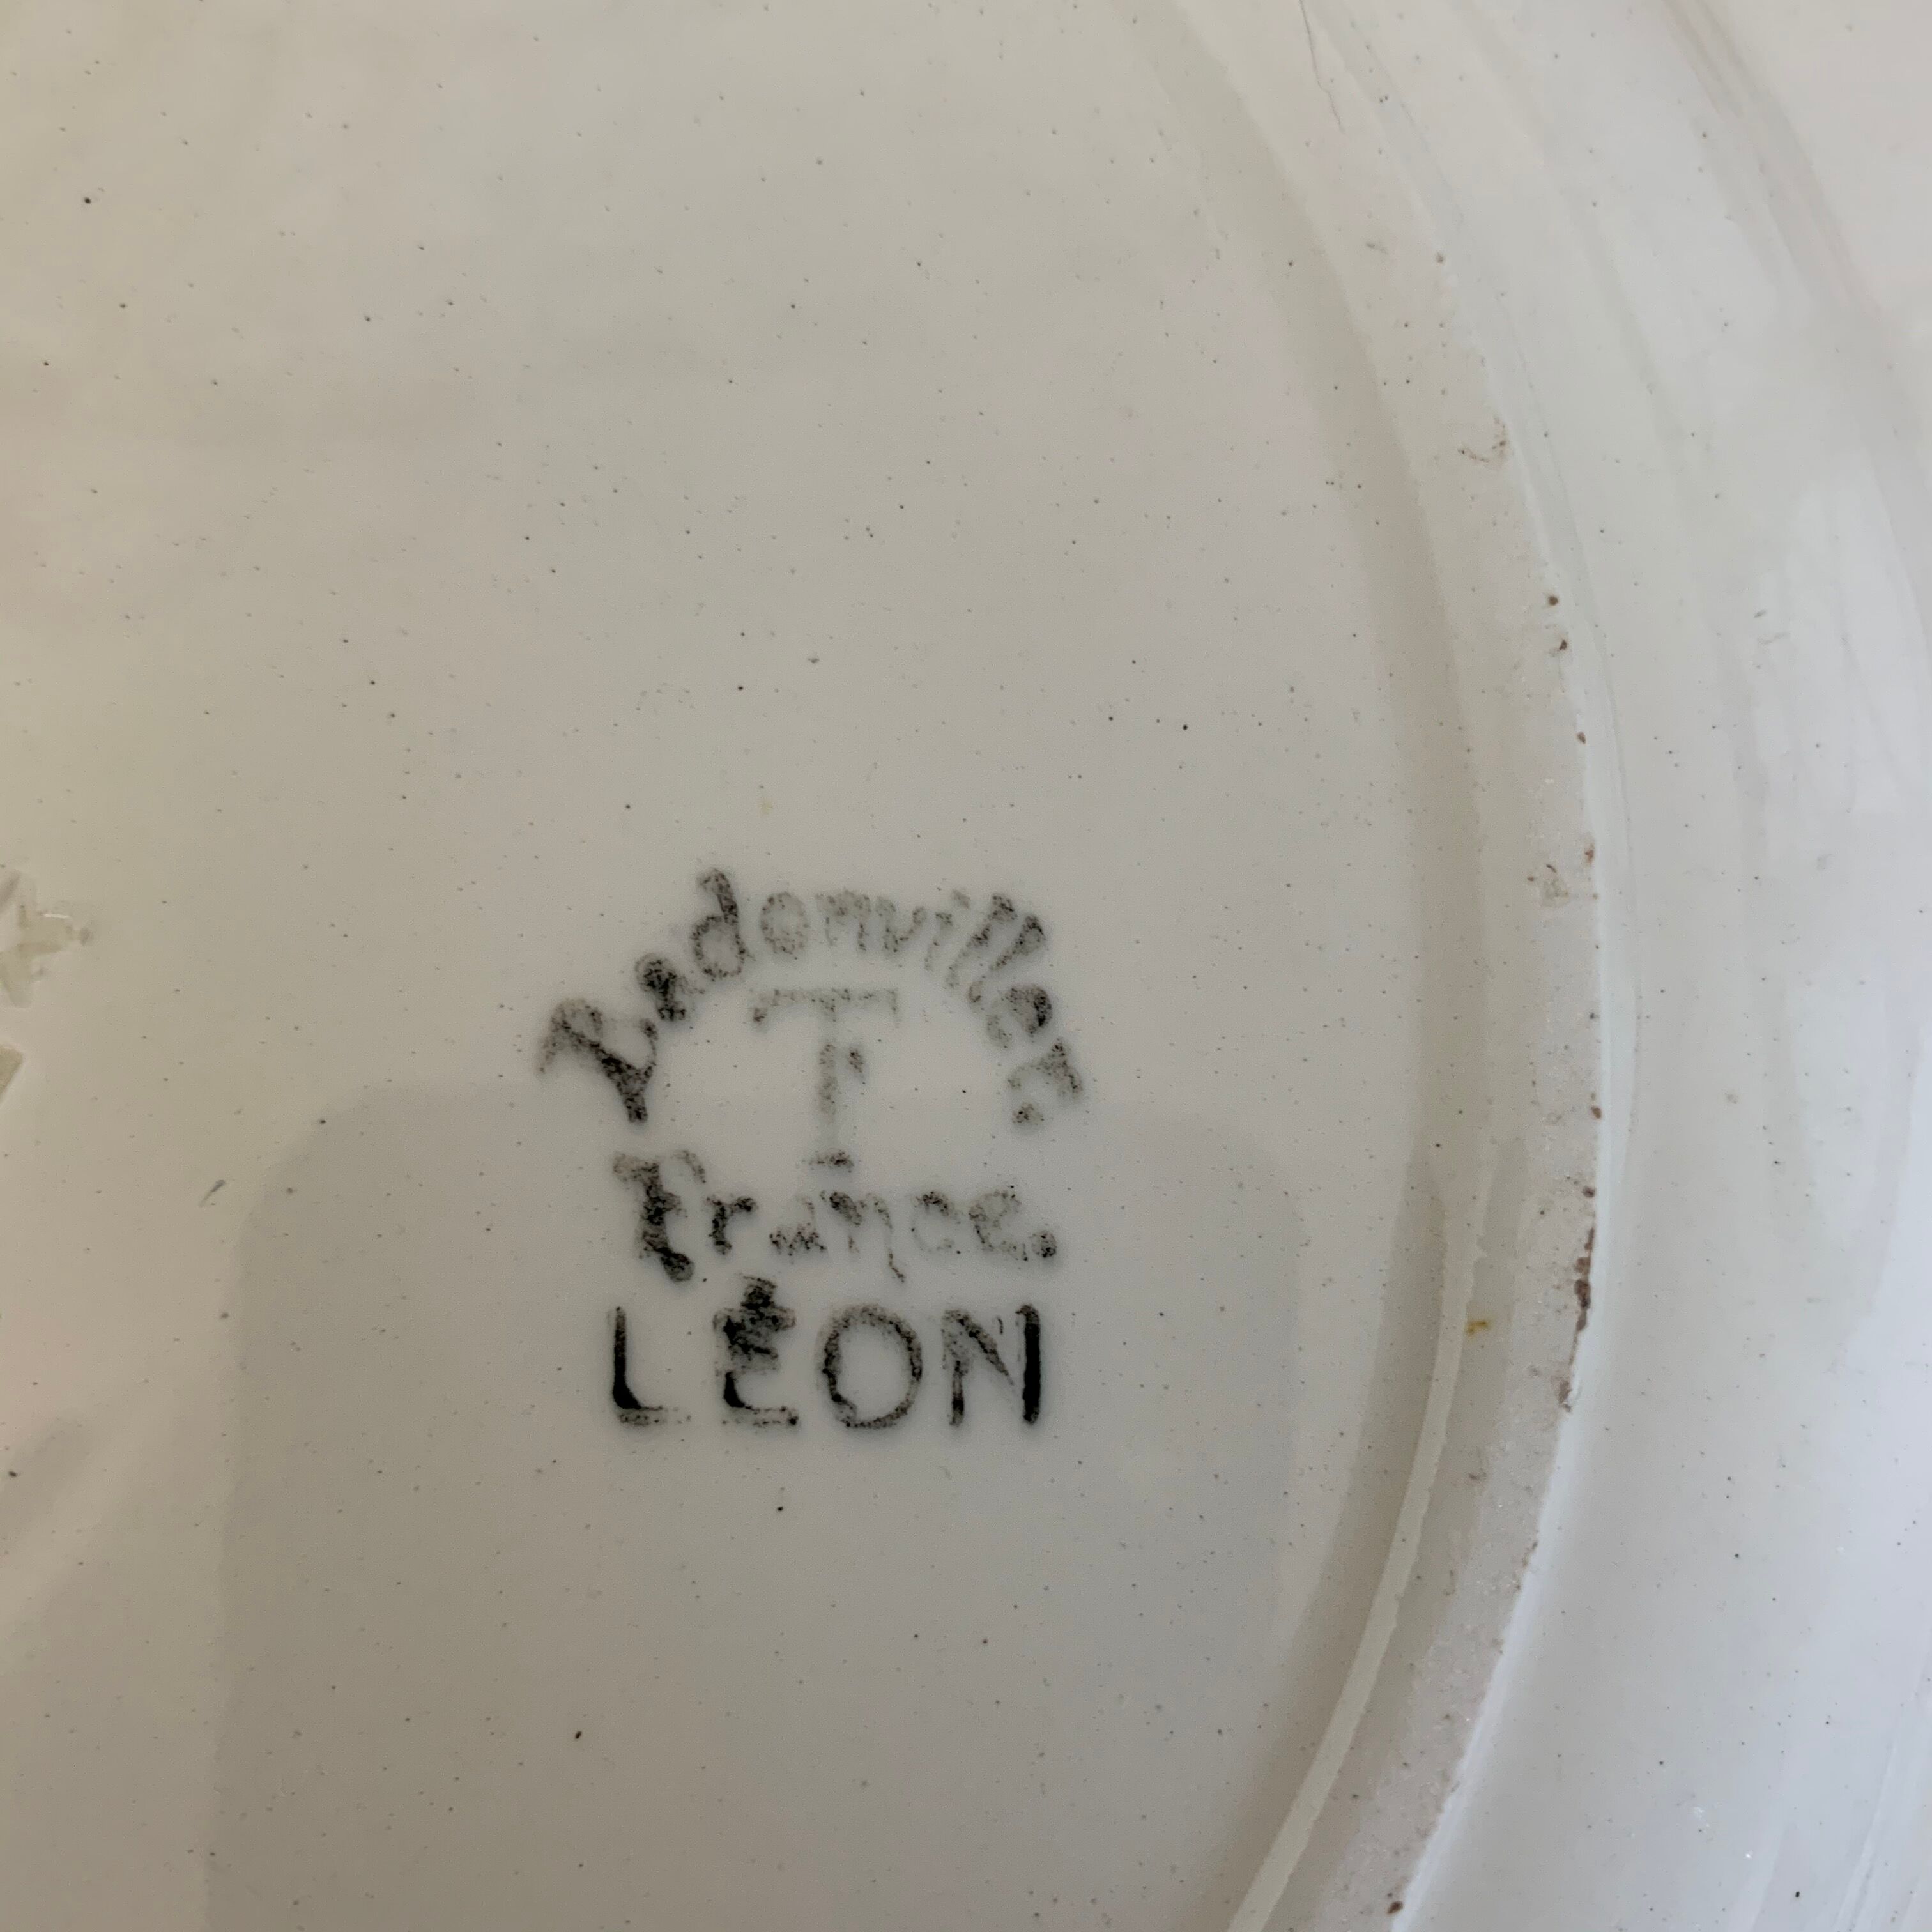 Badonviller
T
France.
LÉON